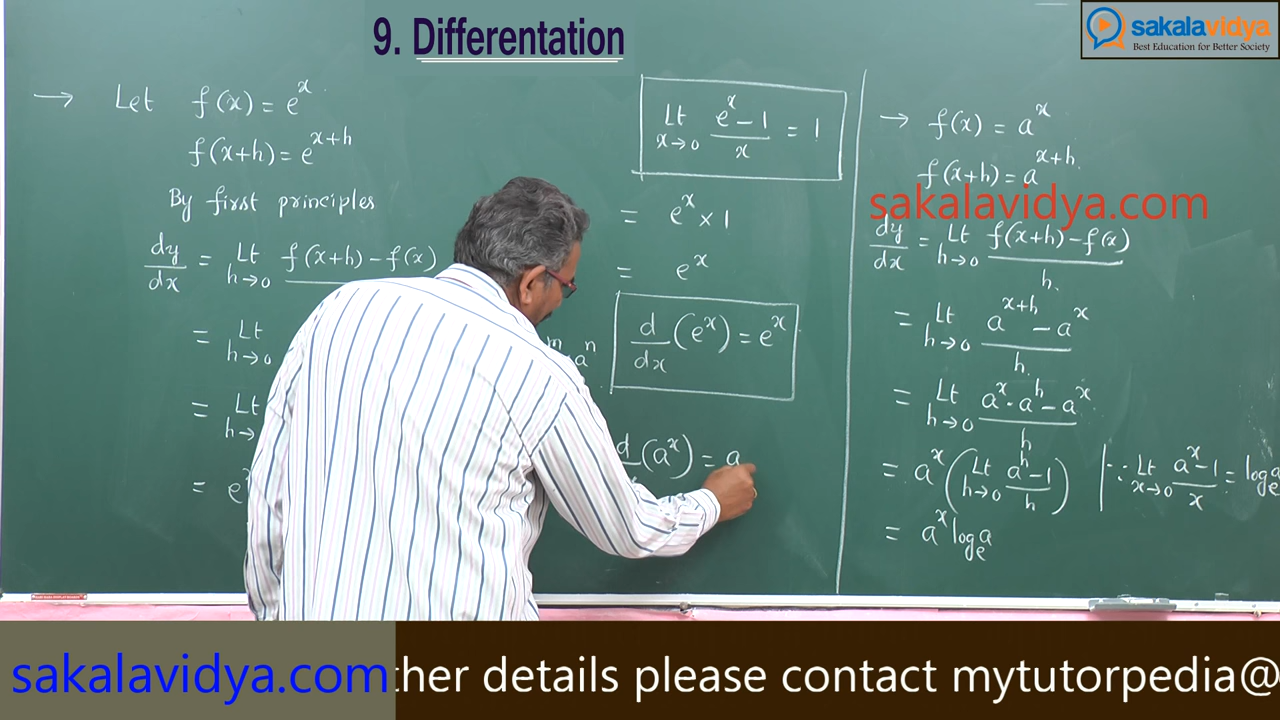 9. Differentation
sakalavidya
Best Education for Better Society
→ Let f(x) = e^x
f(x+h) = e^{x+h}
By first principles
dy/dx = Lt h→0 f(x+h) - f(x)
= Lt h→0
= Lt h→
= e
m n
a
Lt x→0 (e^x - 1)/x = 1
= e^x × 1
= e^x
d/dx (e^x) = e^x
d (a^x) = a
→ f(x) = a^x
f(x+h) = a^{x+h}
sakalavidya.com
dy/dx = Lt h→0 (f(x+h) - f(x))/h
= Lt h→0 (a^{x+h} - a^x)/h
= Lt h→0 (a^x · a^h - a^x)/h
= a^x (Lt h→0 (a^h - 1)/h) ∵ Lt x→0 (a^x - 1)/x = log_e a
= a^x log_e a
sakalavidya.com
ther details please contact mytutorpedia@